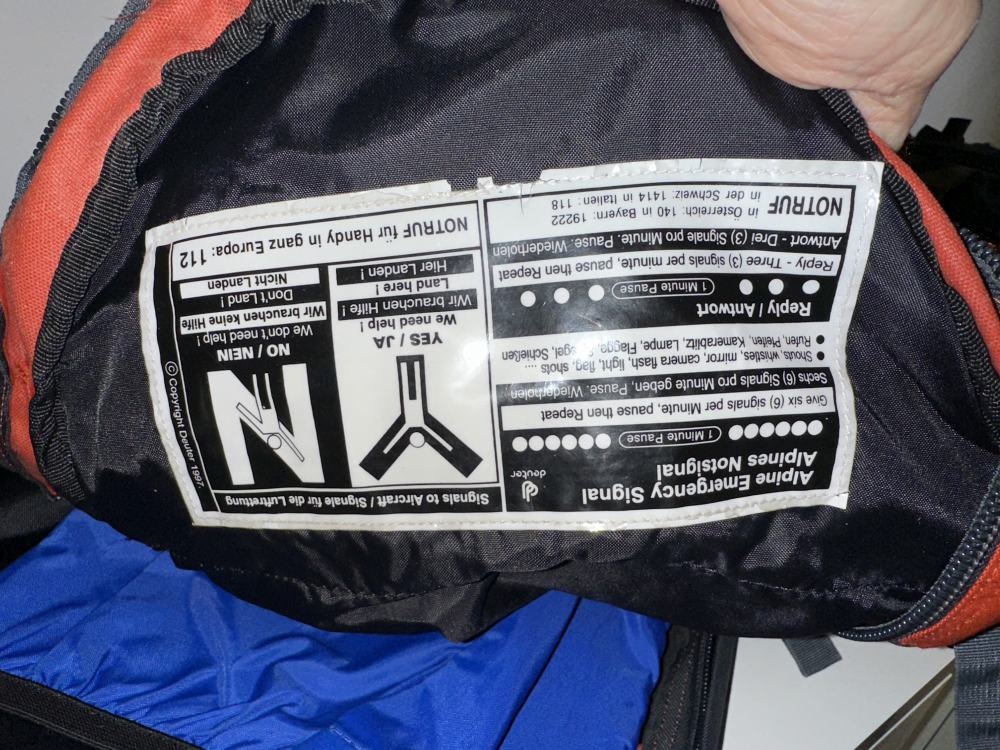 Alpine Emergency Signal
Alpines Notsignal
deuter
1 Minute Pause
Give six (6) signals per Minute, pause then Repeat
Sechs (6) Signals pro Minute geben, Pause. Wiederholen
• Shouts, whistles, mirror, camera flash, light, flag, shots ....
• Rufen, Pfeifen, Kamerablitz, Lampe, Flagge, Schießen
Reply / Antwort
1 Minute Pause
Reply - Three (3) signals per minute, pause then Repeat
Antwort - Drei (3) Signale pro Minute. Pause. Wiederholen
NOTRUF
in Österreich: 140 in Bayern: 19222
in der Schweiz: 1414 in Italien: 118
Signals to Aircraft / Signale für die Luftrettung
YES / JA
We need help !
Wir brauchen Hilfe !
Land here !
Hier Landen !
NO / NEIN
We don't need help !
Wir brauchen keine Hilfe
Don't Land !
Nicht Landen
NOTRUF für Handy in ganz Europa: 112
© Copyright Deuter 1997.